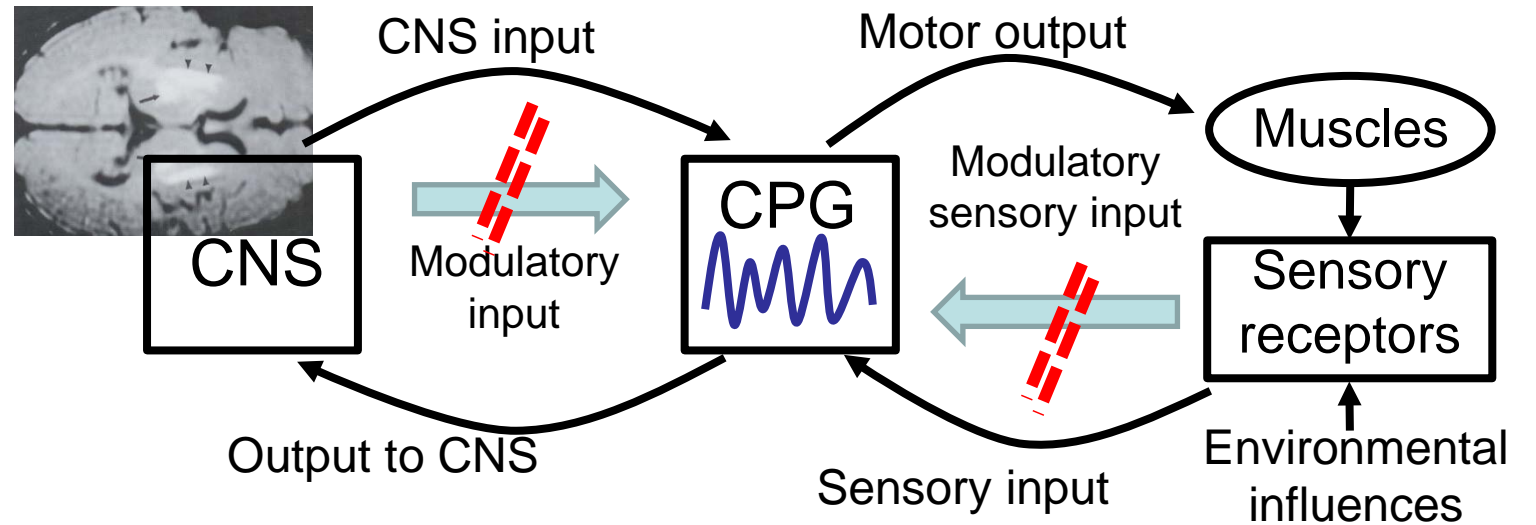 CNS input
Motor output
Muscles
Modulatory
sensory input
CPG
CNS
Modulatory
input
Sensory
receptors
Output to CNS
Sensory input
Environmental
influences